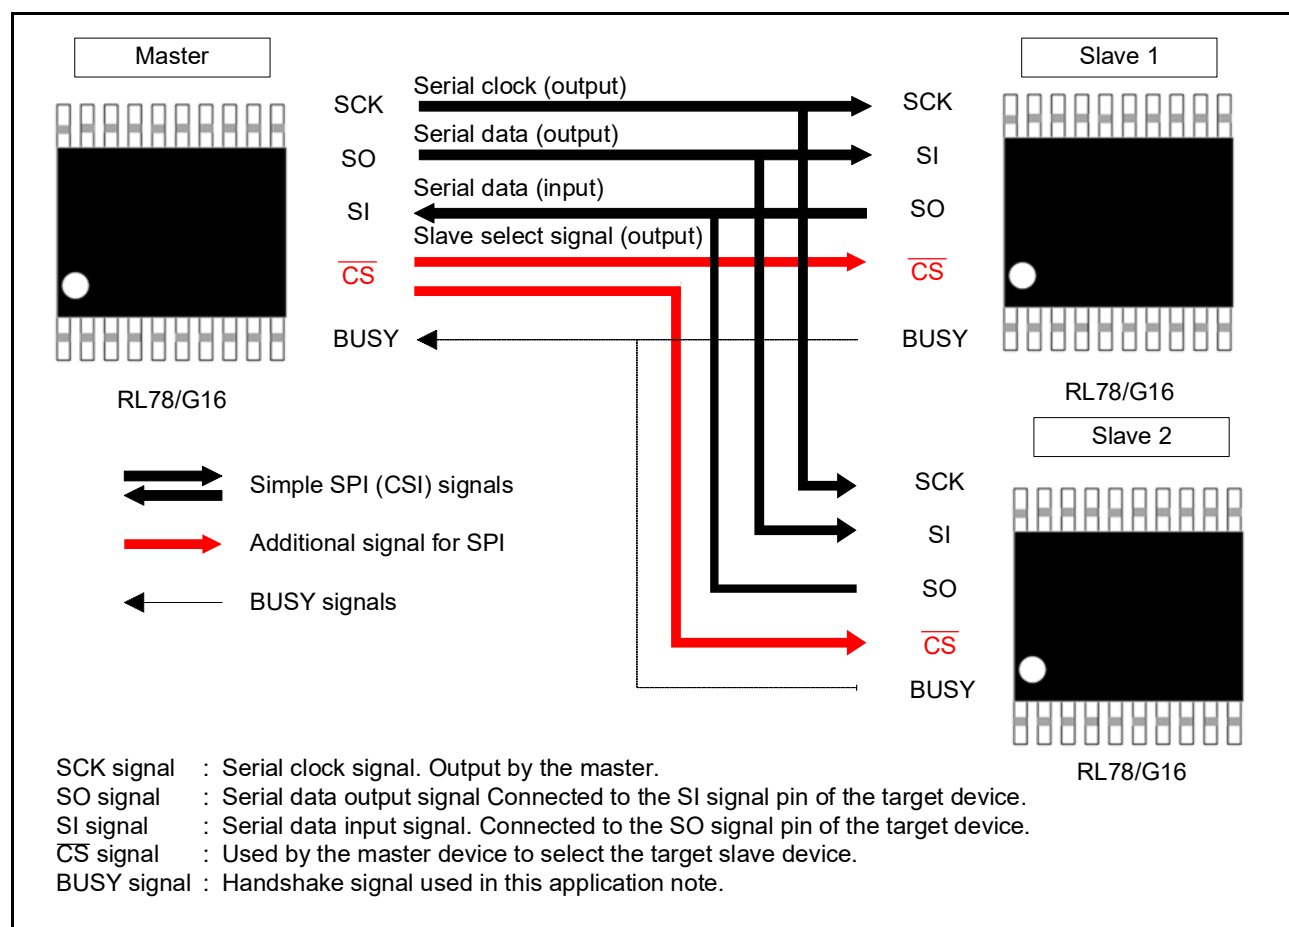 Master
SCK
SO
SI
CS
BUSY
RL78/G16
Serial clock (output)
Serial data (output)
Serial data (input)
Slave select signal (output)
Slave 1
SCK
SI
SO
CS
BUSY
RL78/G16
Slave 2
SCK
SI
SO
CS
BUSY
RL78/G16
Simple SPI (CSI) signals
Additional signal for SPI
BUSY signals
SCK signal : Serial clock signal. Output by the master.
SO signal : Serial data output signal Connected to the SI signal pin of the target device.
SI signal : Serial data input signal. Connected to the SO signal pin of the target device.
CS signal : Used by the master device to select the target slave device.
BUSY signal : Handshake signal used in this application note.